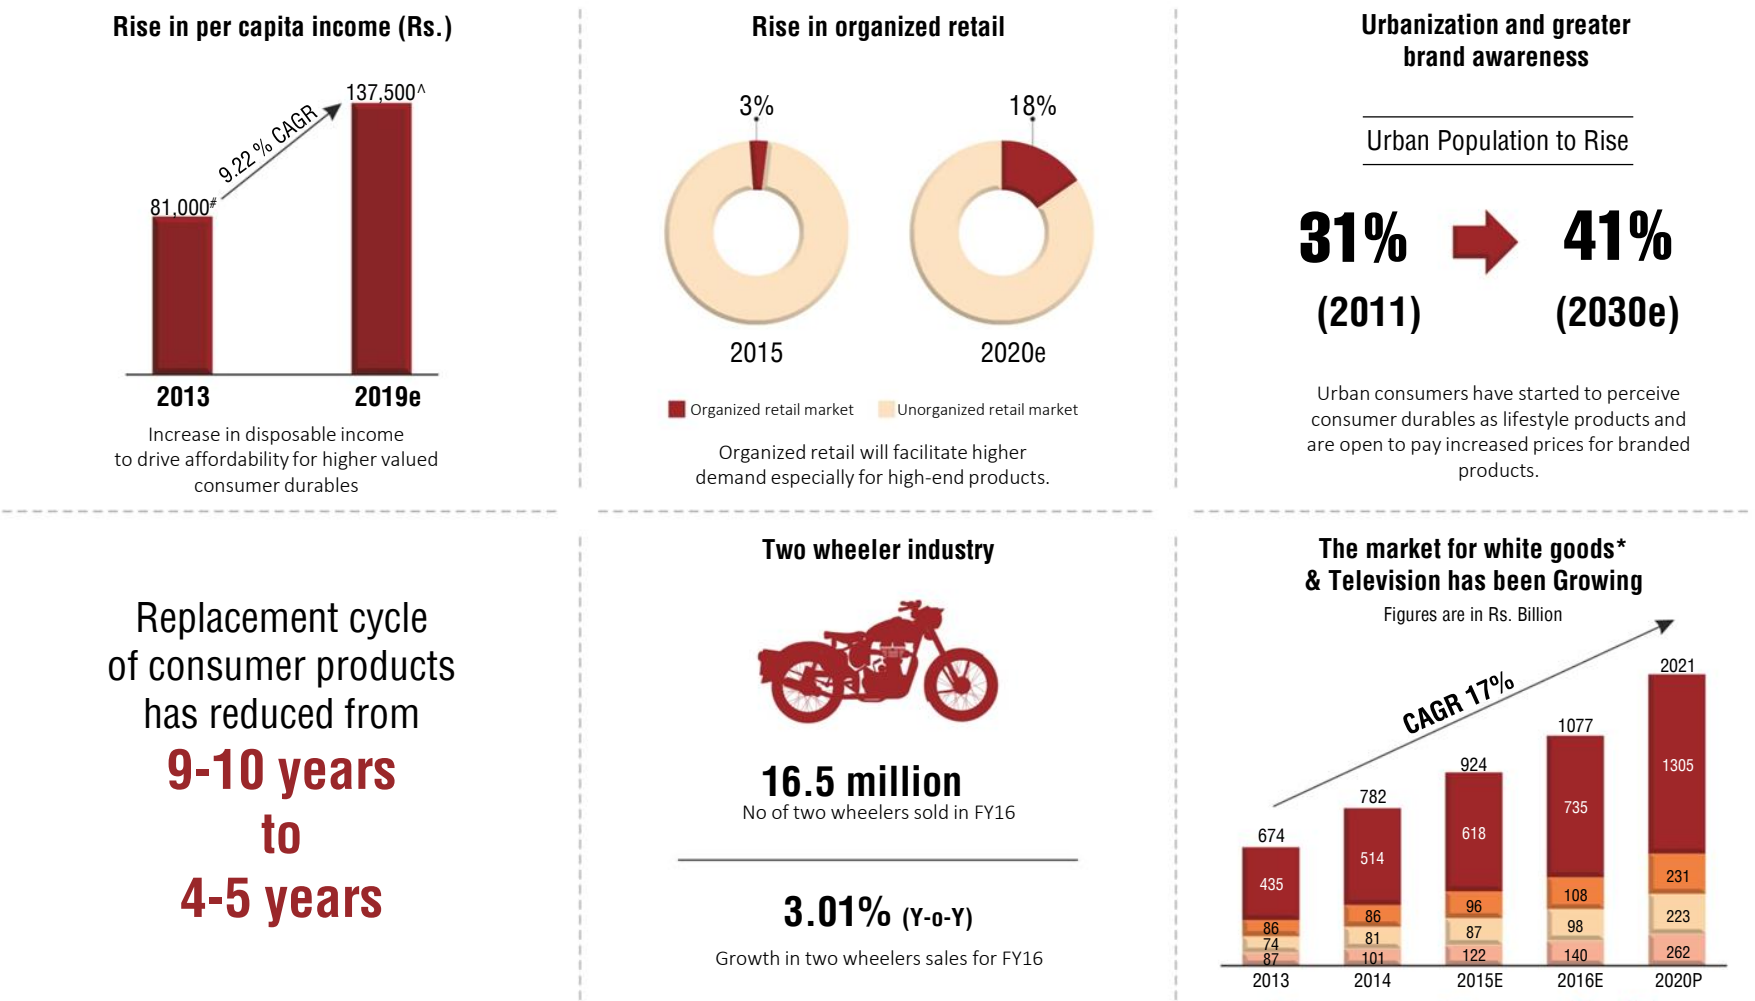 Rise in per capita income (Rs.)
137,500^
9.22 % CAGR
81,000#
2013
2019e
Increase in disposable income
to drive affordability for higher valued
consumer durables
Rise in organized retail
3%
18%
2015
2020e
Organized retail market
Unorganized retail market
Organized retail will facilitate higher
demand especially for high-end products.
Urbanization and greater
brand awareness
Urban Population to Rise
31%
41%
(2011)
(2030e)
Urban consumers have started to perceive
consumer durables as lifestyle products and
are open to pay increased prices for branded
products.
Replacement cycle
of consumer products
has reduced from
9-10 years
to
4-5 years
Two wheeler industry
16.5 million
No of two wheelers sold in FY16
3.01% (Y-o-Y)
Growth in two wheelers sales for FY16
The market for white goods*
& Television has been Growing
Figures are in Rs. Billion
CAGR 17%
674
435
86
74
87
2013
782
514
86
81
101
2014
924
618
96
87
122
2015E
1077
735
108
98
140
2016E
2021
1305
231
223
262
2020P